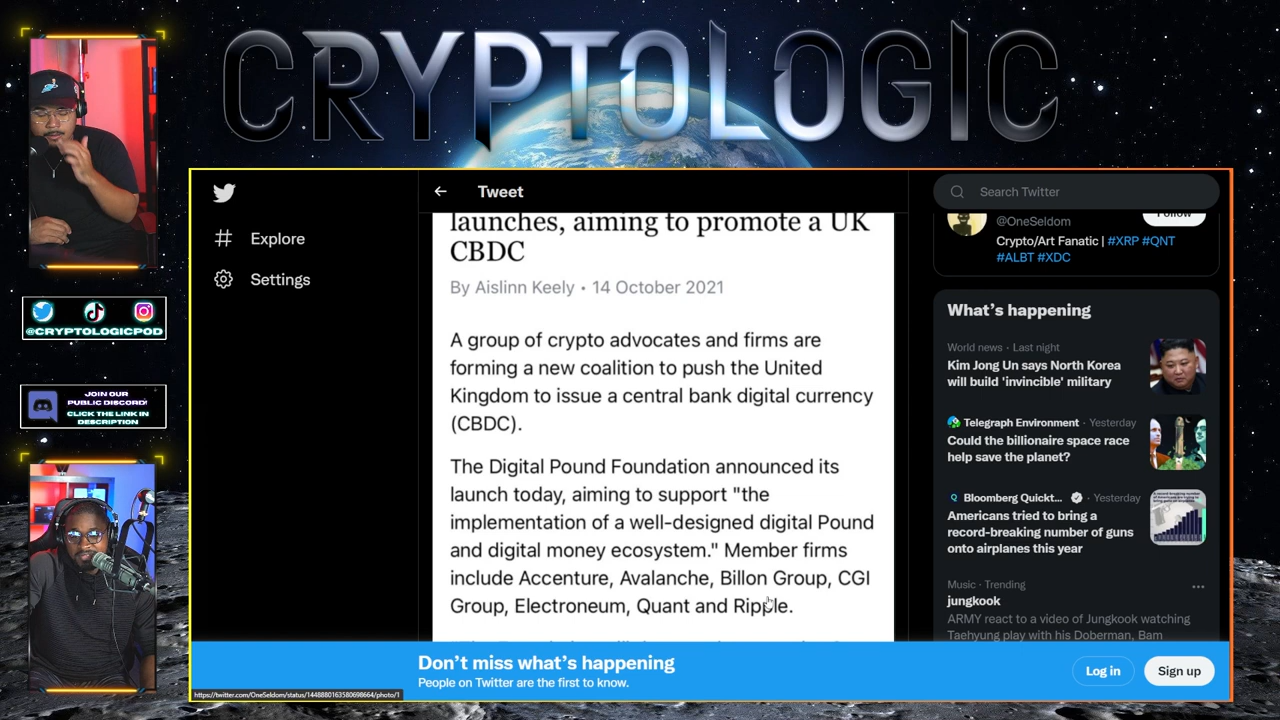 CRYPTOLOGIC
@CRYPTOLOGICPOD
JOIN OUR
PUBLIC DISCORD!
CLICK THE LINK IN
DESCRIPTION
Explore
Settings
Tweet
launches, aiming to promote a UK
CBDC
By Aislinn Keely • 14 October 2021
A group of crypto advocates and firms are
forming a new coalition to push the United
Kingdom to issue a central bank digital currency
(CBDC).
The Digital Pound Foundation announced its
launch today, aiming to support "the
implementation of a well-designed digital Pound
and digital money ecosystem." Member firms
include Accenture, Avalanche, Billon Group, CGI
Group, Electroneum, Quant and Ripple.
Search Twitter
@OneSeldom
Follow
Crypto/Art Fanatic | #XRP #QNT
#ALBT #XDC
What's happening
World news · Last night
Kim Jong Un says North Korea
will build 'invincible' military
Telegraph Environment · Yesterday
Could the billionaire space race
help save the planet?
Bloomberg Quickt... · Yesterday
Americans tried to bring a
record-breaking number of guns
onto airplanes this year
Music · Trending
jungkook
ARMY react to a video of Jungkook watching
Taehyung play with his Doberman, Bam
Don't miss what's happening
People on Twitter are the first to know.
Log in
Sign up
https://twitter.com/OneSeldom/status/1448880163580698664/photo/1